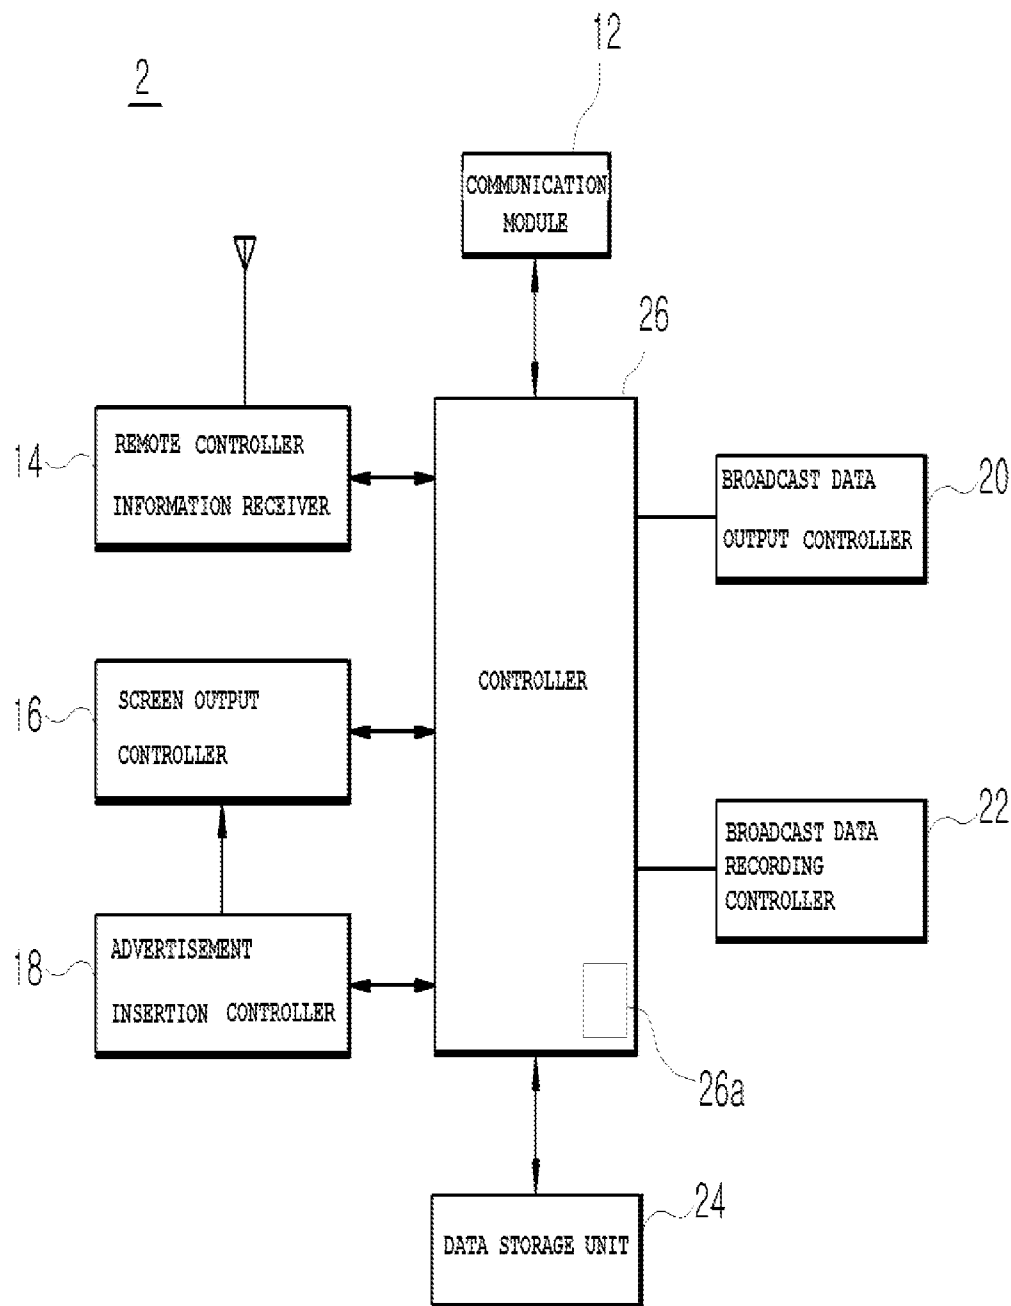 12
2
COMMUNICATION
MODULE
26
14
REMOTE CONTROLLER
INFORMATION RECEIVER
BROADCAST DATA
OUTPUT CONTROLLER
20
16
SCREEN OUTPUT
CONTROLLER
CONTROLLER
BROADCAST DATA
RECORDING
CONTROLLER
22
18
ADVERTISEMENT
INSERTION CONTROLLER
26a
DATA STORAGE UNIT
24